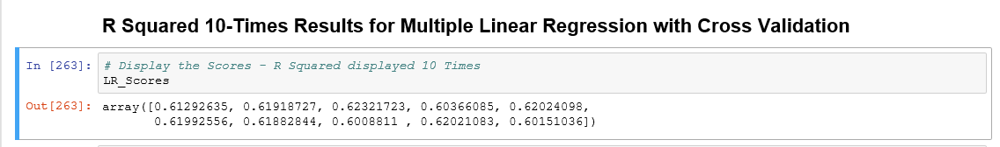 R Squared 10-Times Results for Multiple Linear Regression with Cross Validation
In [263]: # Display the Scores - R Squared displayed 10 Times
LR_Scores
Out[263]: array([0.61292635, 0.61918727, 0.62321723, 0.60366085, 0.62024098,
0.61992556, 0.61882844, 0.6008811 , 0.62021083, 0.60151036])